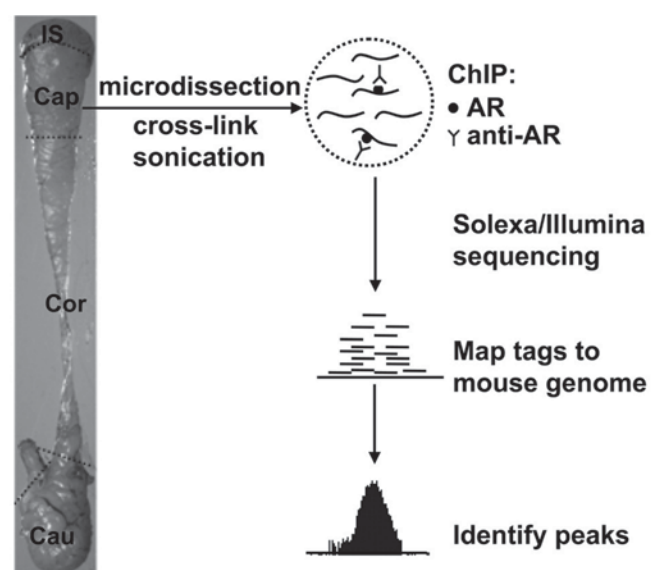 IS
Cap
Cor
Cau
microdissection
cross-link
sonication
ChIP:
AR
anti-AR
Solexa/Illumina
sequencing
Map tags to
mouse genome
Identify peaks